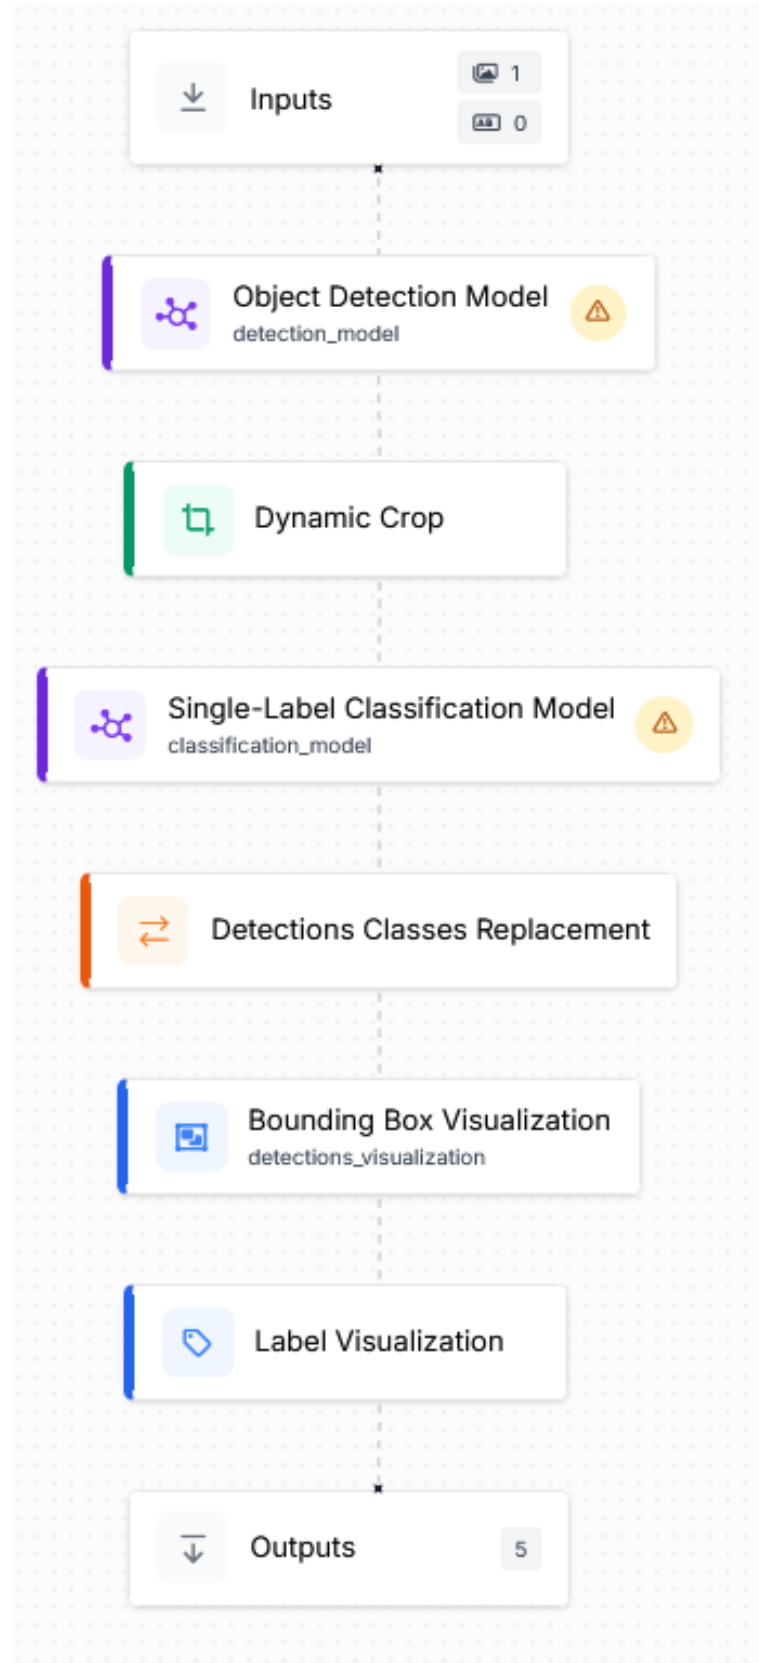 Inputs
1
AB 0
Object Detection Model
detection_model
Dynamic Crop
Single-Label Classification Model
classification_model
Detections Classes Replacement
Bounding Box Visualization
detections_visualization
Label Visualization
Outputs
5